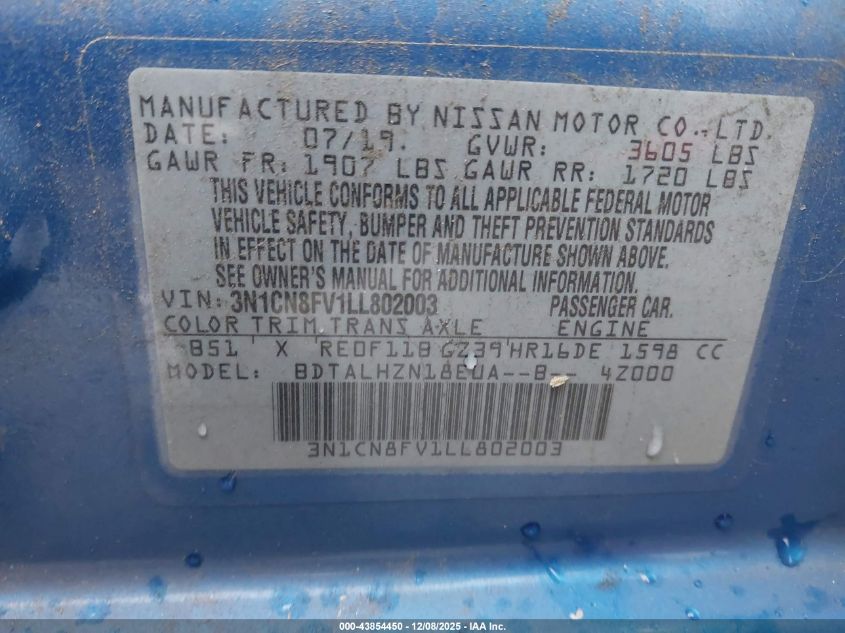 MANUFACTURED BY NISSAN MOTOR CO.,LTD.
DATE: 07/19. GVWR: 3605 LBS
GAWR FR: 1907 LBS GAWR RR: 1720 LBS
THIS VEHICLE CONFORMS TO ALL APPLICABLE FEDERAL MOTOR
VEHICLE SAFETY, BUMPER AND THEFT PREVENTION STANDARDS
IN EFFECT ON THE DATE OF MANUFACTURE SHOWN ABOVE.
SEE OWNER'S MANUAL FOR ADDITIONAL INFORMATION.
VIN: 3N1CN8FV1LL802003 PASSENGER CAR.
COLOR TRIM TRANS AXLE ENGINE
B51 X RE0F11B GZ39 HR16DE 1598 CC
MODEL: BDTALHZN18EUA--B-- 4Z000
3N1CN8FV1LL802003
000-43854450 - 12/08/2025 - © IAA Holdings, LLC